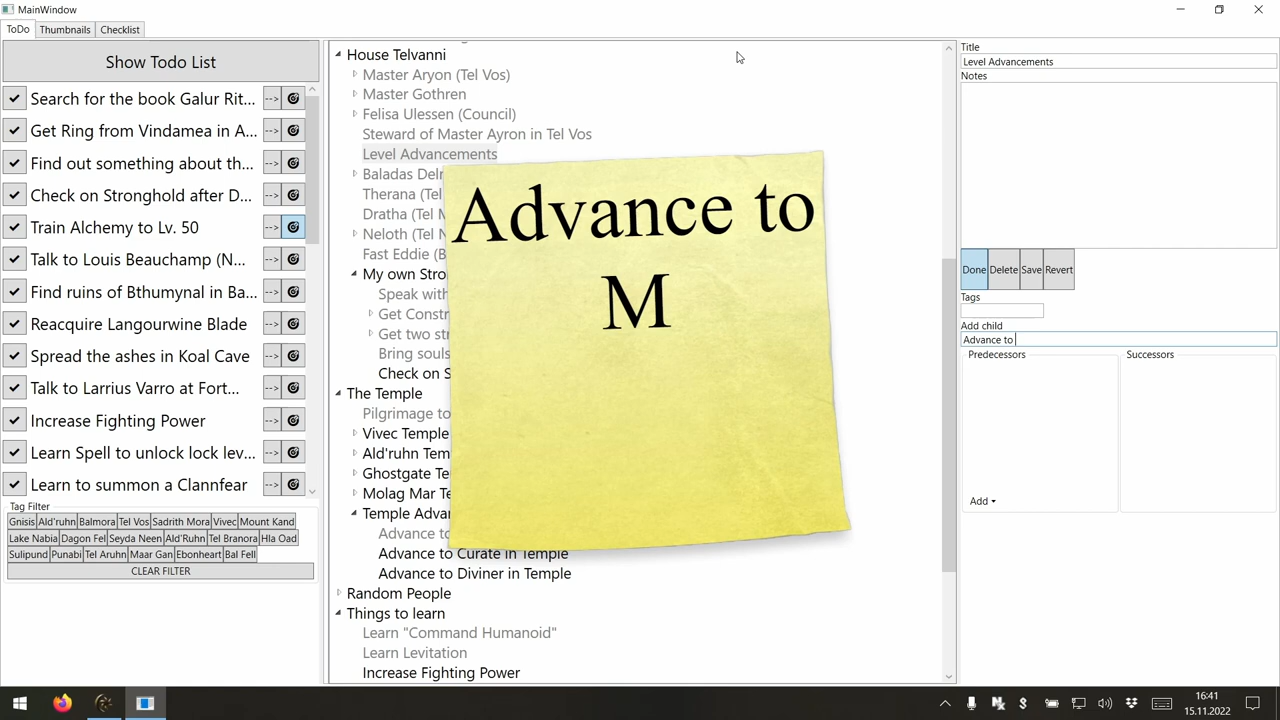 MainWindow
ToDo Thumbnails Checklist
Show Todo List
Search for the book Galur Rit... -->
Get Ring from Vindamea in A... -->
Find out something about th... -->
Check on Stronghold after D... -->
Train Alchemy to Lv. 50 -->
Talk to Louis Beauchamp (N... -->
Find ruins of Bthumynal in Ba... -->
Reacquire Langourwine Blade -->
Spread the ashes in Koal Cave -->
Talk to Larrius Varro at Fort... -->
Increase Fighting Power -->
Learn Spell to unlock lock lev... -->
Learn to summon a Clannfear -->
Tag Filter
Gnisis Ald'ruhn Balmora Tel Vos Sadrith Mora Vivec Mount Kand
Lake Nabia Dagon Fel Seyda Neen Ald'Ruhn Tel Branora Hla Oad
Sulipund Punabi Tel Aruhn Maar Gan Ebonheart Bal Fell
CLEAR FILTER
House Telvanni
Master Aryon (Tel Vos)
Master Gothren
Felisa Ulessen (Council)
Steward of Master Ayron in Tel Vos
Level Advancements
Baladas Delr
Therana (Tel
Dratha (Tel M
Neloth (Tel N
Fast Eddie (B
My own Stro
Speak with
Get Constr
Get two str
Bring souls
Check on S
The Temple
Pilgrimage to
Vivec Temple
Ald'ruhn Tem
Ghostgate Te
Molag Mar Te
Temple Advar
Advance to
Advance to Curate in Temple
Advance to Diviner in Temple
Random People
Things to learn
Learn "Command Humanoid"
Learn Levitation
Increase Fighting Power
Advance to
M
Title
Level Advancements
Notes
Done Delete Save Revert
Tags
Add child
Advance to
Predecessors Successors
Add
16:41
15.11.2022